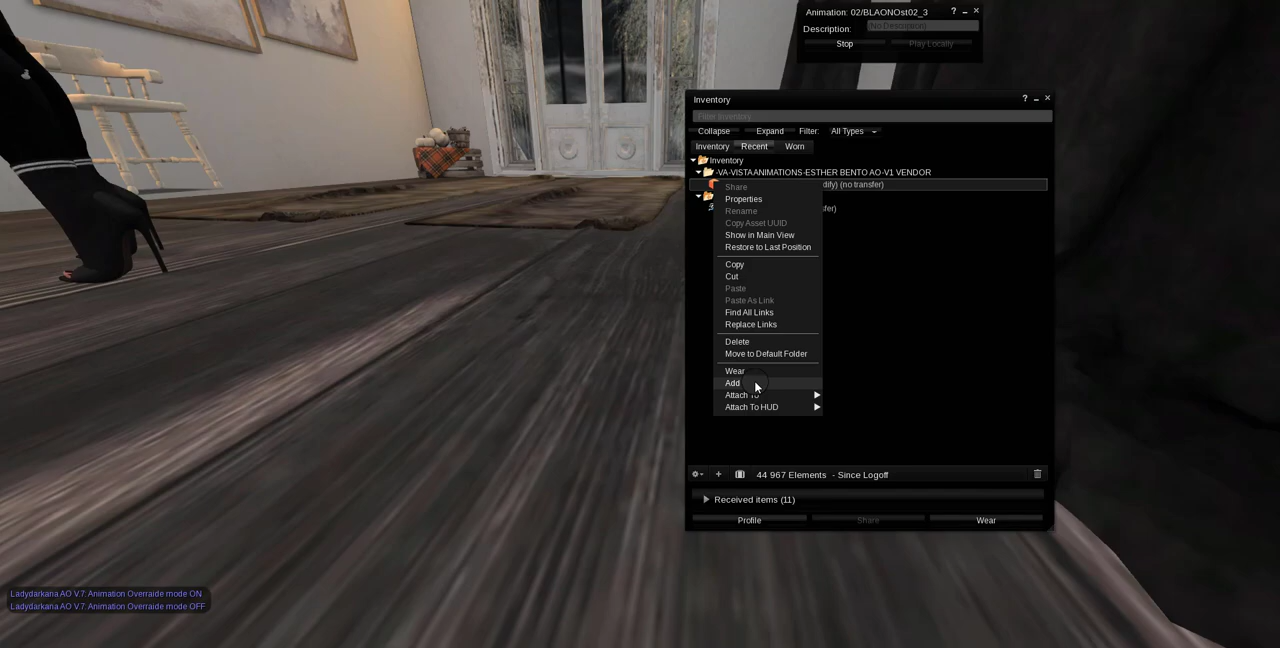 Animation: 02/BLAONOst02_3
?
Description: (No Description)
Stop Play Locally
Inventory ?
Filter Inventory
Collapse Expand Filter: All Types
Inventory Recent Worn
Inventory
-VA-VISTAANIMATIONS-ESTHER BENTO AO-V1 VENDOR
dify) (no transfer)
sfer)
Share
Properties
Rename
Copy Asset UUID
Show in Main View
Restore to Last Position
Copy
Cut
Paste
Paste As Link
Find All Links
Replace Links
Delete
Move to Default Folder
Wear
Add
Attach To
Attach To HUD
44 967 Elements - Since Logoff
Received items (11)
Profile Share Wear
Ladydarkana AO V.7: Animation Overraide mode ON
Ladydarkana AO V.7: Animation Overraide mode OFF